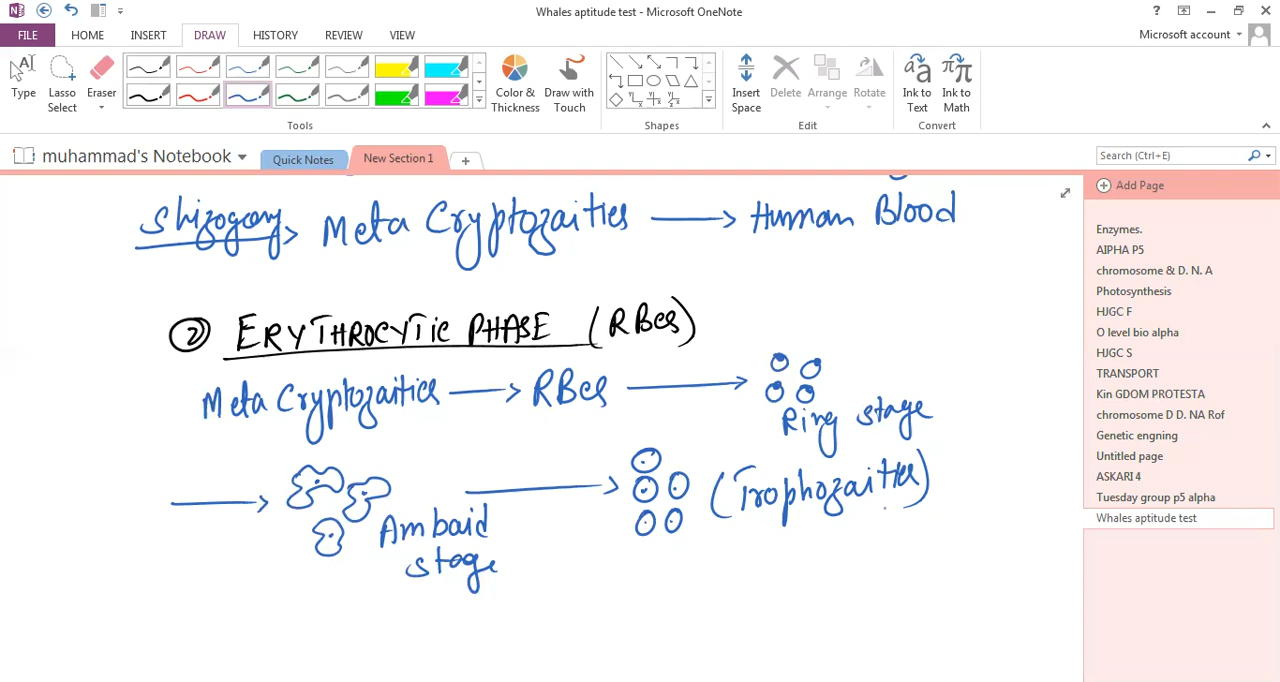 Whales aptitude test - Microsoft OneNote
?
FILE HOME INSERT DRAW HISTORY REVIEW VIEW
Microsoft account
Type
Lasso Select
Eraser
Color & Thickness
Draw with Touch
Insert Space
Delete
Arrange
Rotate
Ink to Text
Ink to Math
Tools
Shapes
Edit
Convert
muhammad's Notebook
Quick Notes
New Section 1
Search (Ctrl+E)
Add Page
Shizogony Meta Cryptozaities → Human Blood
② ERYTHROCYTIC PHASE (RBcs)
Meta Cryptozaities → RBcs → Ring stage
→ Ambaid stage → (Trophozaities)
Enzymes.
AIPHA P5
chromosome & D. N. A
Photosynthesis
HJGC F
O level bio alpha
HJGC S
TRANSPORT
Kin GDOM PROTESTA
chromosome D D. NA Rof
Genetic engning
Untitled page
ASKARI 4
Tuesday group p5 alpha
Whales aptitude test